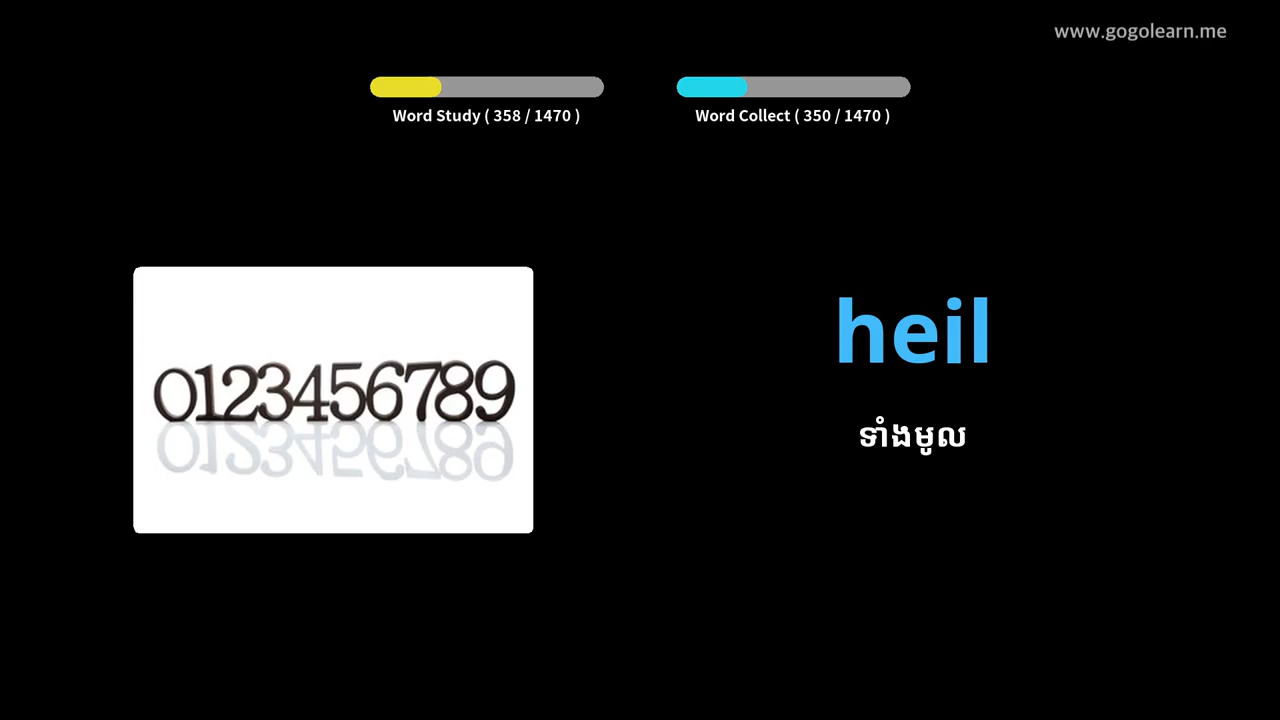 www.gogolearn.me
Word Study ( 358 / 1470 )
Word Collect ( 350 / 1470 )
0123456789
heil
ទាំងមូល